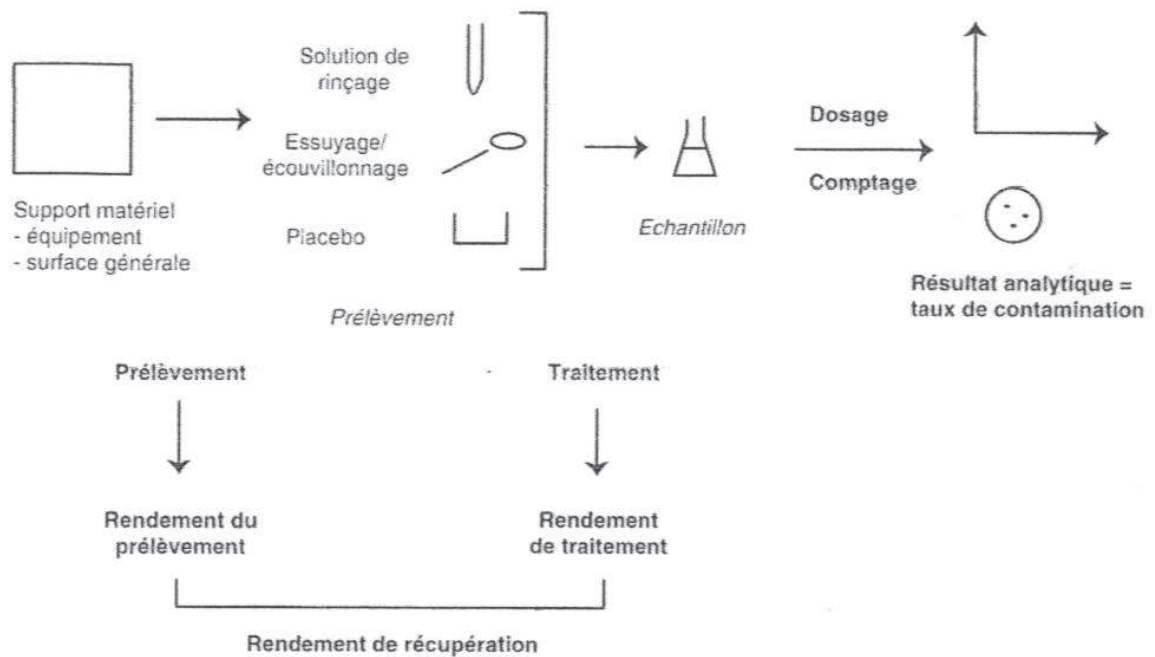 Solution de
rinçage
Essuyage/
écouvillonnage
Placebo
Support matériel
- équipement
- surface générale
Prélèvement
Echantillon
Dosage
Comptage
Résultat analytique =
taux de contamination
Prélèvement
Traitement
Rendement du
prélèvement
Rendement
de traitement
Rendement de récupération